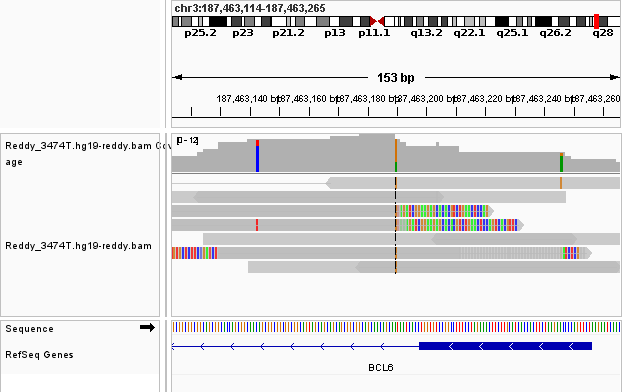 chr3:187,463,114-187,463,265
p25.2 p23 p21.2 p13 p11.1 q13.2 q22.1 q25.1 q26.2 q28
153 bp
187,463,140 bp 187,463,160 bp 187,463,180 bp 187,463,200 bp 187,463,220 bp 187,463,240 bp 187,463,260
[0 - 12]
Reddy_3474T.hg19-reddy.bam Cov
age
Reddy_3474T.hg19-reddy.bam
Sequence
RefSeq Genes
BCL6